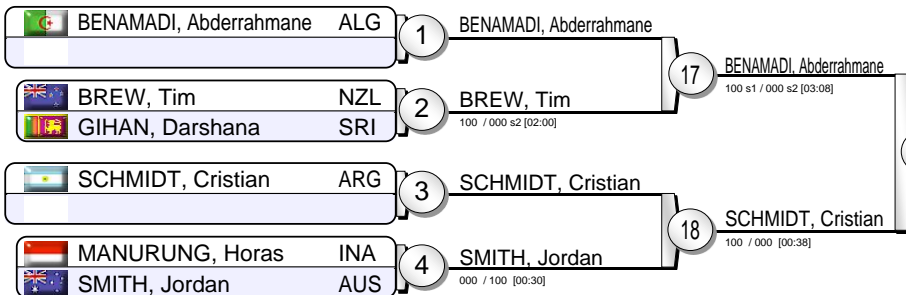 BENAMADI, Abderrahmane ALG
1
BENAMADI, Abderrahmane
17
BENAMADI, Abderrahmane
100 s1 / 000 s2 [03:08]
BREW, Tim NZL
GIHAN, Darshana SRI
2
BREW, Tim
100 / 000 s2 [02:00]
SCHMIDT, Cristian ARG
3
SCHMIDT, Cristian
18
SCHMIDT, Cristian
100 / 000 [00:38]
MANURUNG, Horas INA
SMITH, Jordan AUS
4
SMITH, Jordan
000 / 100 [00:30]